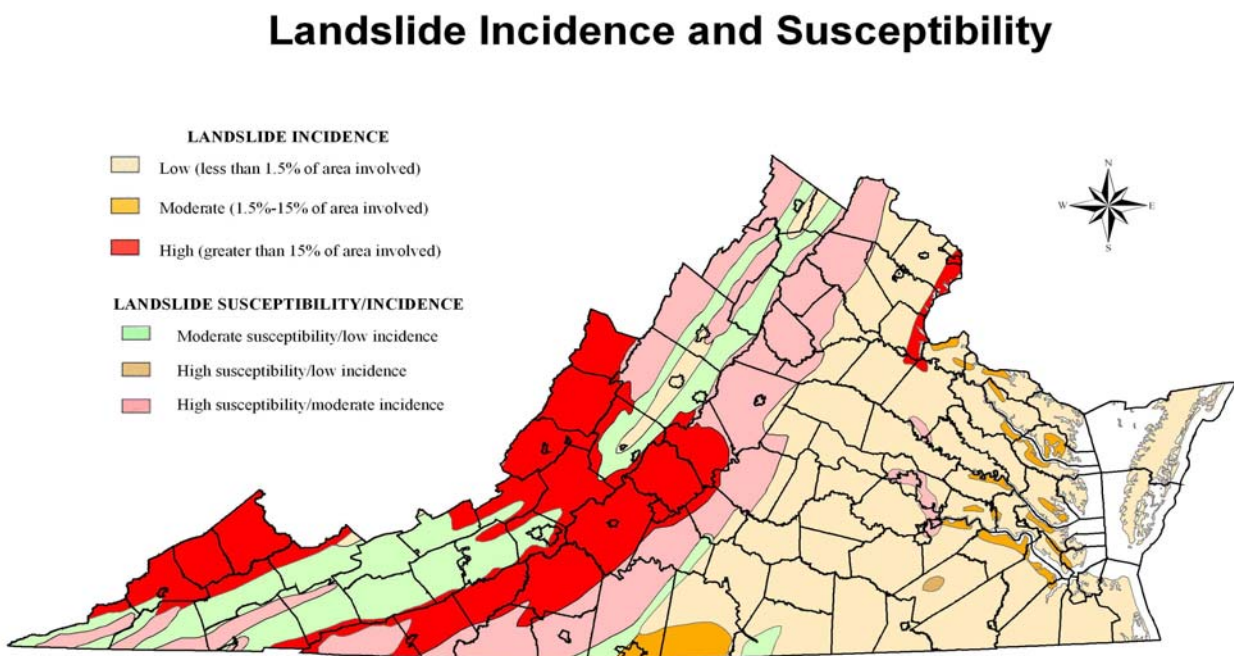 Landslide Incidence and Susceptibility
LANDSLIDE INCIDENCE
Low (less than 1.5% of area involved)
Moderate (1.5%-15% of area involved)
High (greater than 15% of area involved)
LANDSLIDE SUSCEPTIBILITY/INCIDENCE
Moderate susceptibility/low incidence
High susceptibility/low incidence
High susceptibility/moderate incidence
N
W E
S